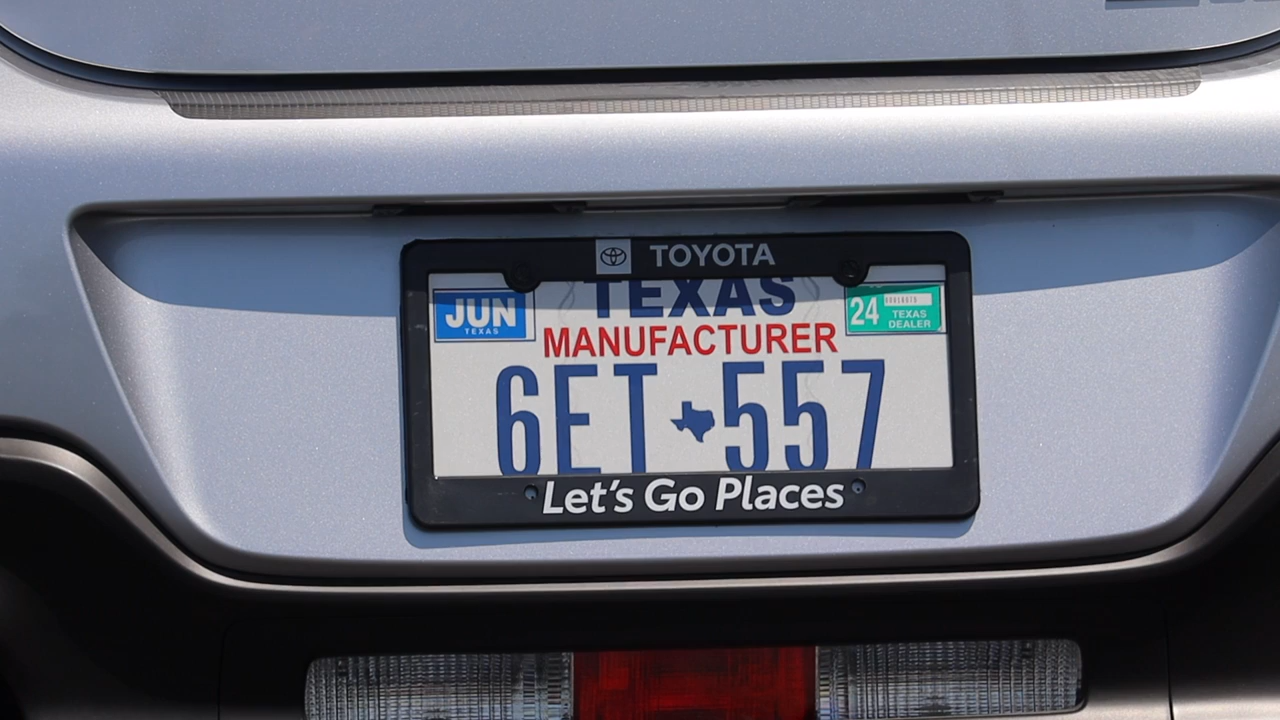 TOYOTA
TEXAS
JUN
TEXAS
24
TEXAS
DEALER
MANUFACTURER
6ET 557
Let's Go Places